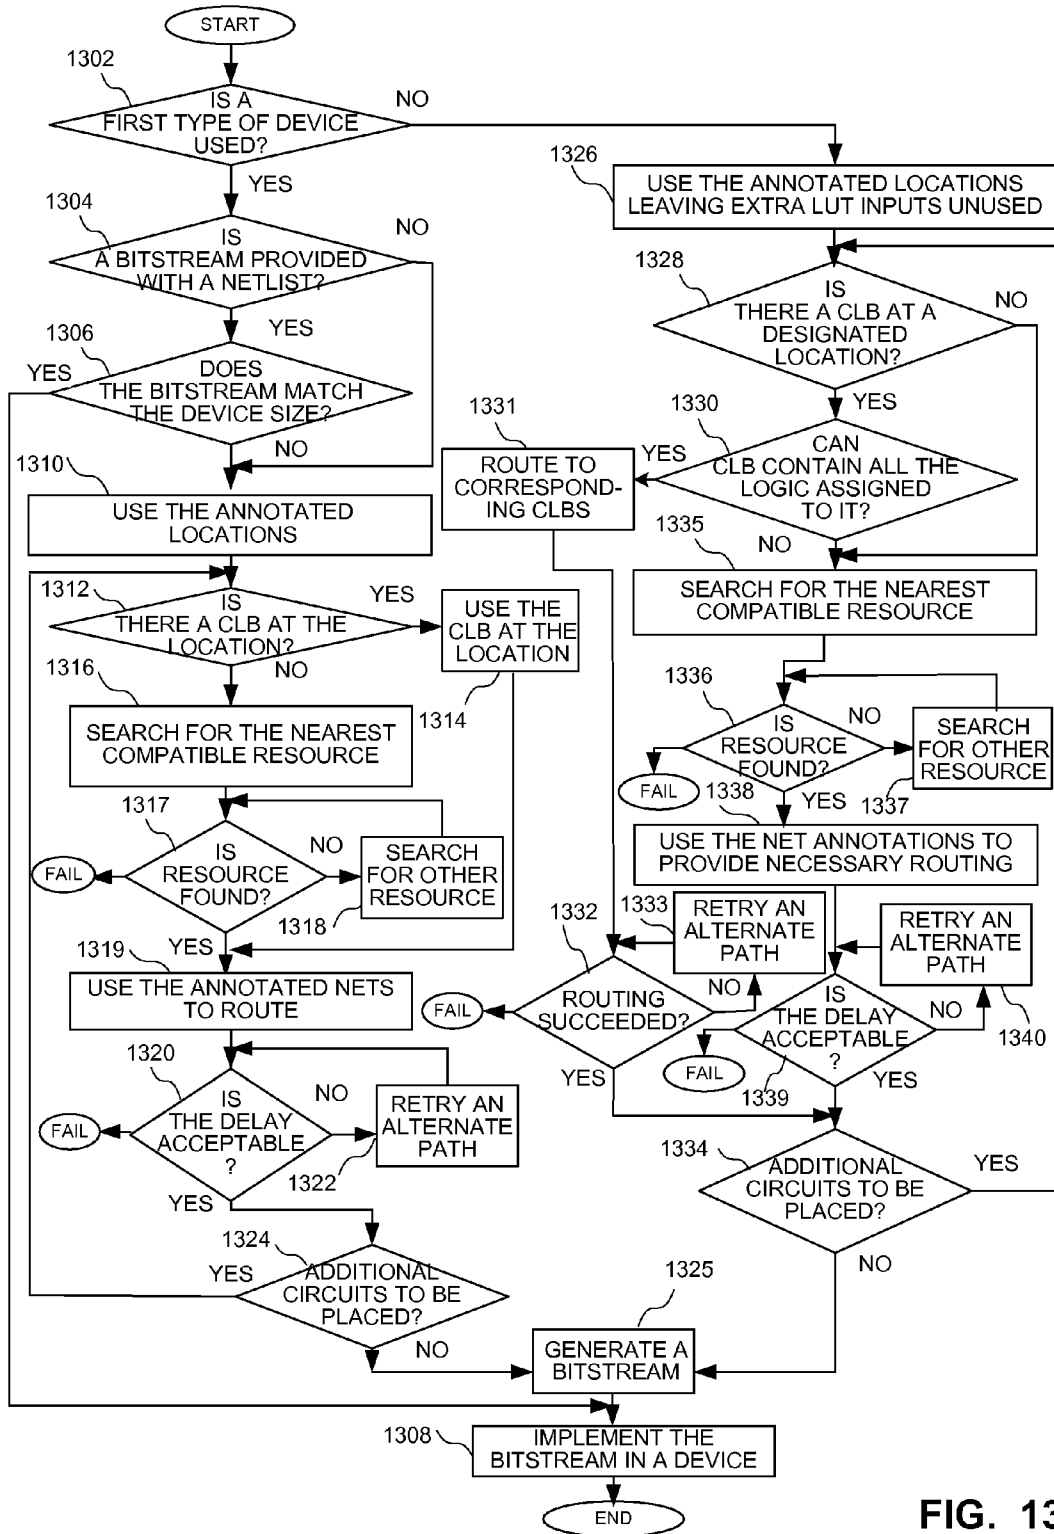 START
1302
IS A
FIRST TYPE OF DEVICE
USED?
NO
YES
1304
IS
A BITSTREAM PROVIDED
WITH A NETLIST?
NO
YES
1306
DOES
THE BITSTREAM MATCH
THE DEVICE SIZE?
YES
NO
1310
USE THE ANNOTATED
LOCATIONS
1312
IS
THERE A CLB AT THE
LOCATION?
YES
NO
USE THE
CLB AT THE
LOCATION
1314
1316
SEARCH FOR THE NEAREST
COMPATIBLE RESOURCE
1317
IS
RESOURCE
FOUND?
NO
FAIL
YES
SEARCH
FOR OTHER
RESOURCE
1318
1319
USE THE ANNOTATED NETS
TO ROUTE
1320
IS
THE DELAY
ACCEPTABLE
?
NO
FAIL
YES
RETRY AN
ALTERNATE
PATH
1322
1324
ADDITIONAL
CIRCUITS TO BE
PLACED?
YES
NO
1326
USE THE ANNOTATED LOCATIONS
LEAVING EXTRA LUT INPUTS UNUSED
1328
IS
THERE A CLB AT A
DESIGNATED
LOCATION?
NO
YES
1330
CAN
CLB CONTAIN ALL THE
LOGIC ASSIGNED
TO IT?
YES
NO
1331
ROUTE TO
CORRESPOND-
ING CLBS
1335
SEARCH FOR THE NEAREST
COMPATIBLE RESOURCE
1336
IS
RESOURCE
FOUND?
NO
FAIL
YES
SEARCH
FOR OTHER
RESOURCE
1337
1338
USE THE NET ANNOTATIONS TO
PROVIDE NECESSARY ROUTING
1332
ROUTING
SUCCEEDED?
NO
FAIL
YES
1333
RETRY AN
ALTERNATE
PATH
IS
THE DELAY
ACCEPTABLE
?
NO
FAIL
1339
YES
RETRY AN
ALTERNATE
PATH
1340
1334
ADDITIONAL
CIRCUITS TO BE
PLACED?
YES
NO
1325
GENERATE A
BITSTREAM
1308
IMPLEMENT THE
BITSTREAM IN A DEVICE
END
FIG. 13